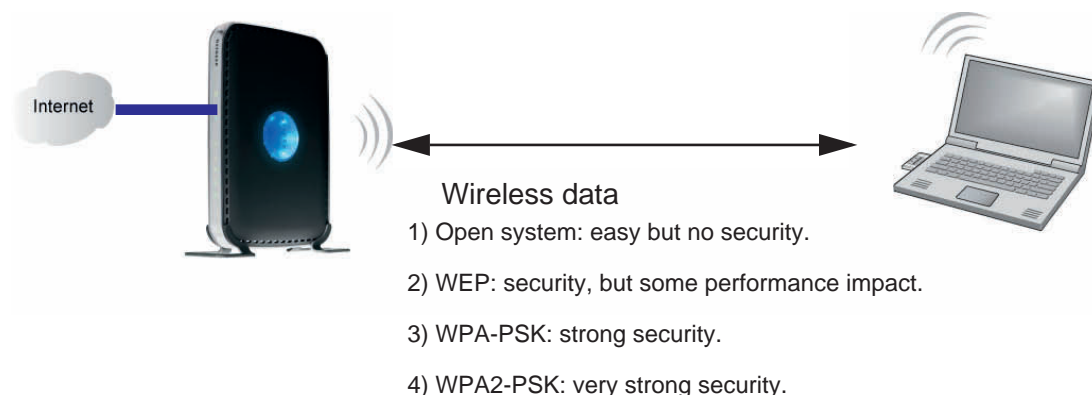 Internet
Wireless data
1) Open system: easy but no security.
2) WEP: security, but some performance impact.
3) WPA-PSK: strong security.
4) WPA2-PSK: very strong security.